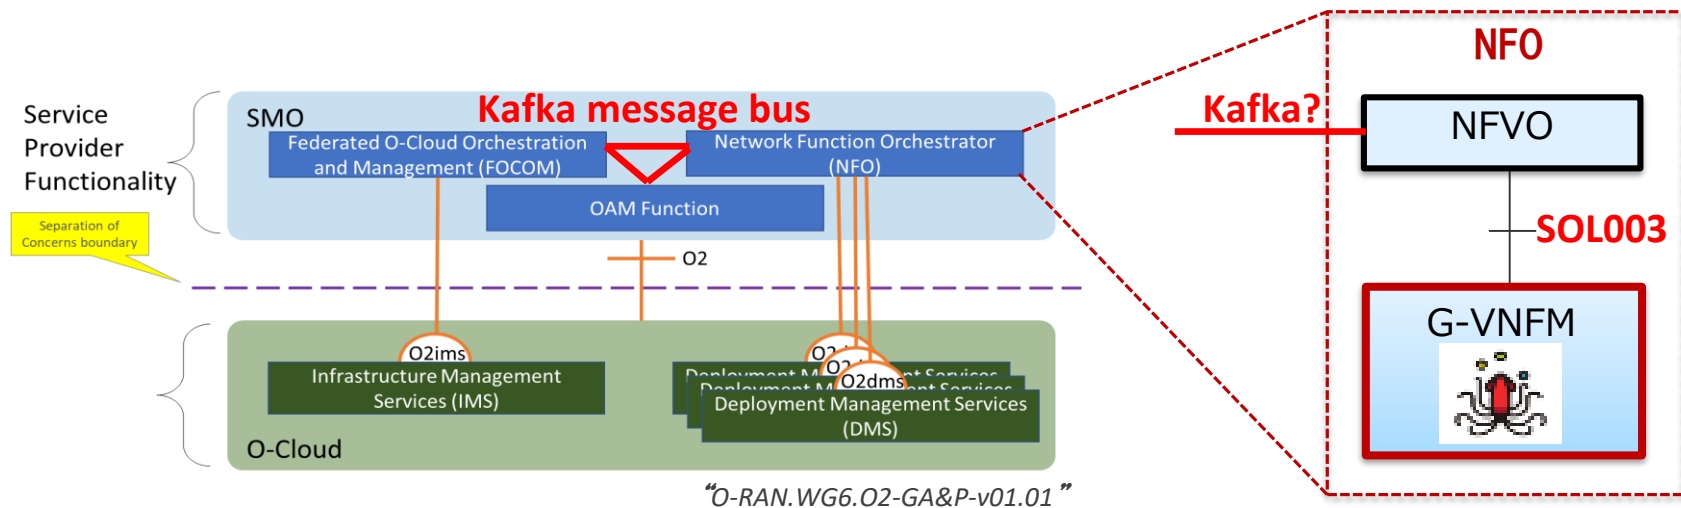 NFO
Kafka message bus
Kafka?
NFVO
SMO
Service
Provider
Functionality
Federated O-Cloud Orchestration
and Management (FOCOM)
Network Function Orchestrator
(NFO)
OAM Function
Separation of
Concerns boundary
O2
SOL003
G-VNFM
O2ims
Infrastructure Management
Services (IMS)
O2dms
Deployment Management Services
(DMS)
O-Cloud
“O-RAN.WG6.O2-GA&P-v01.01”